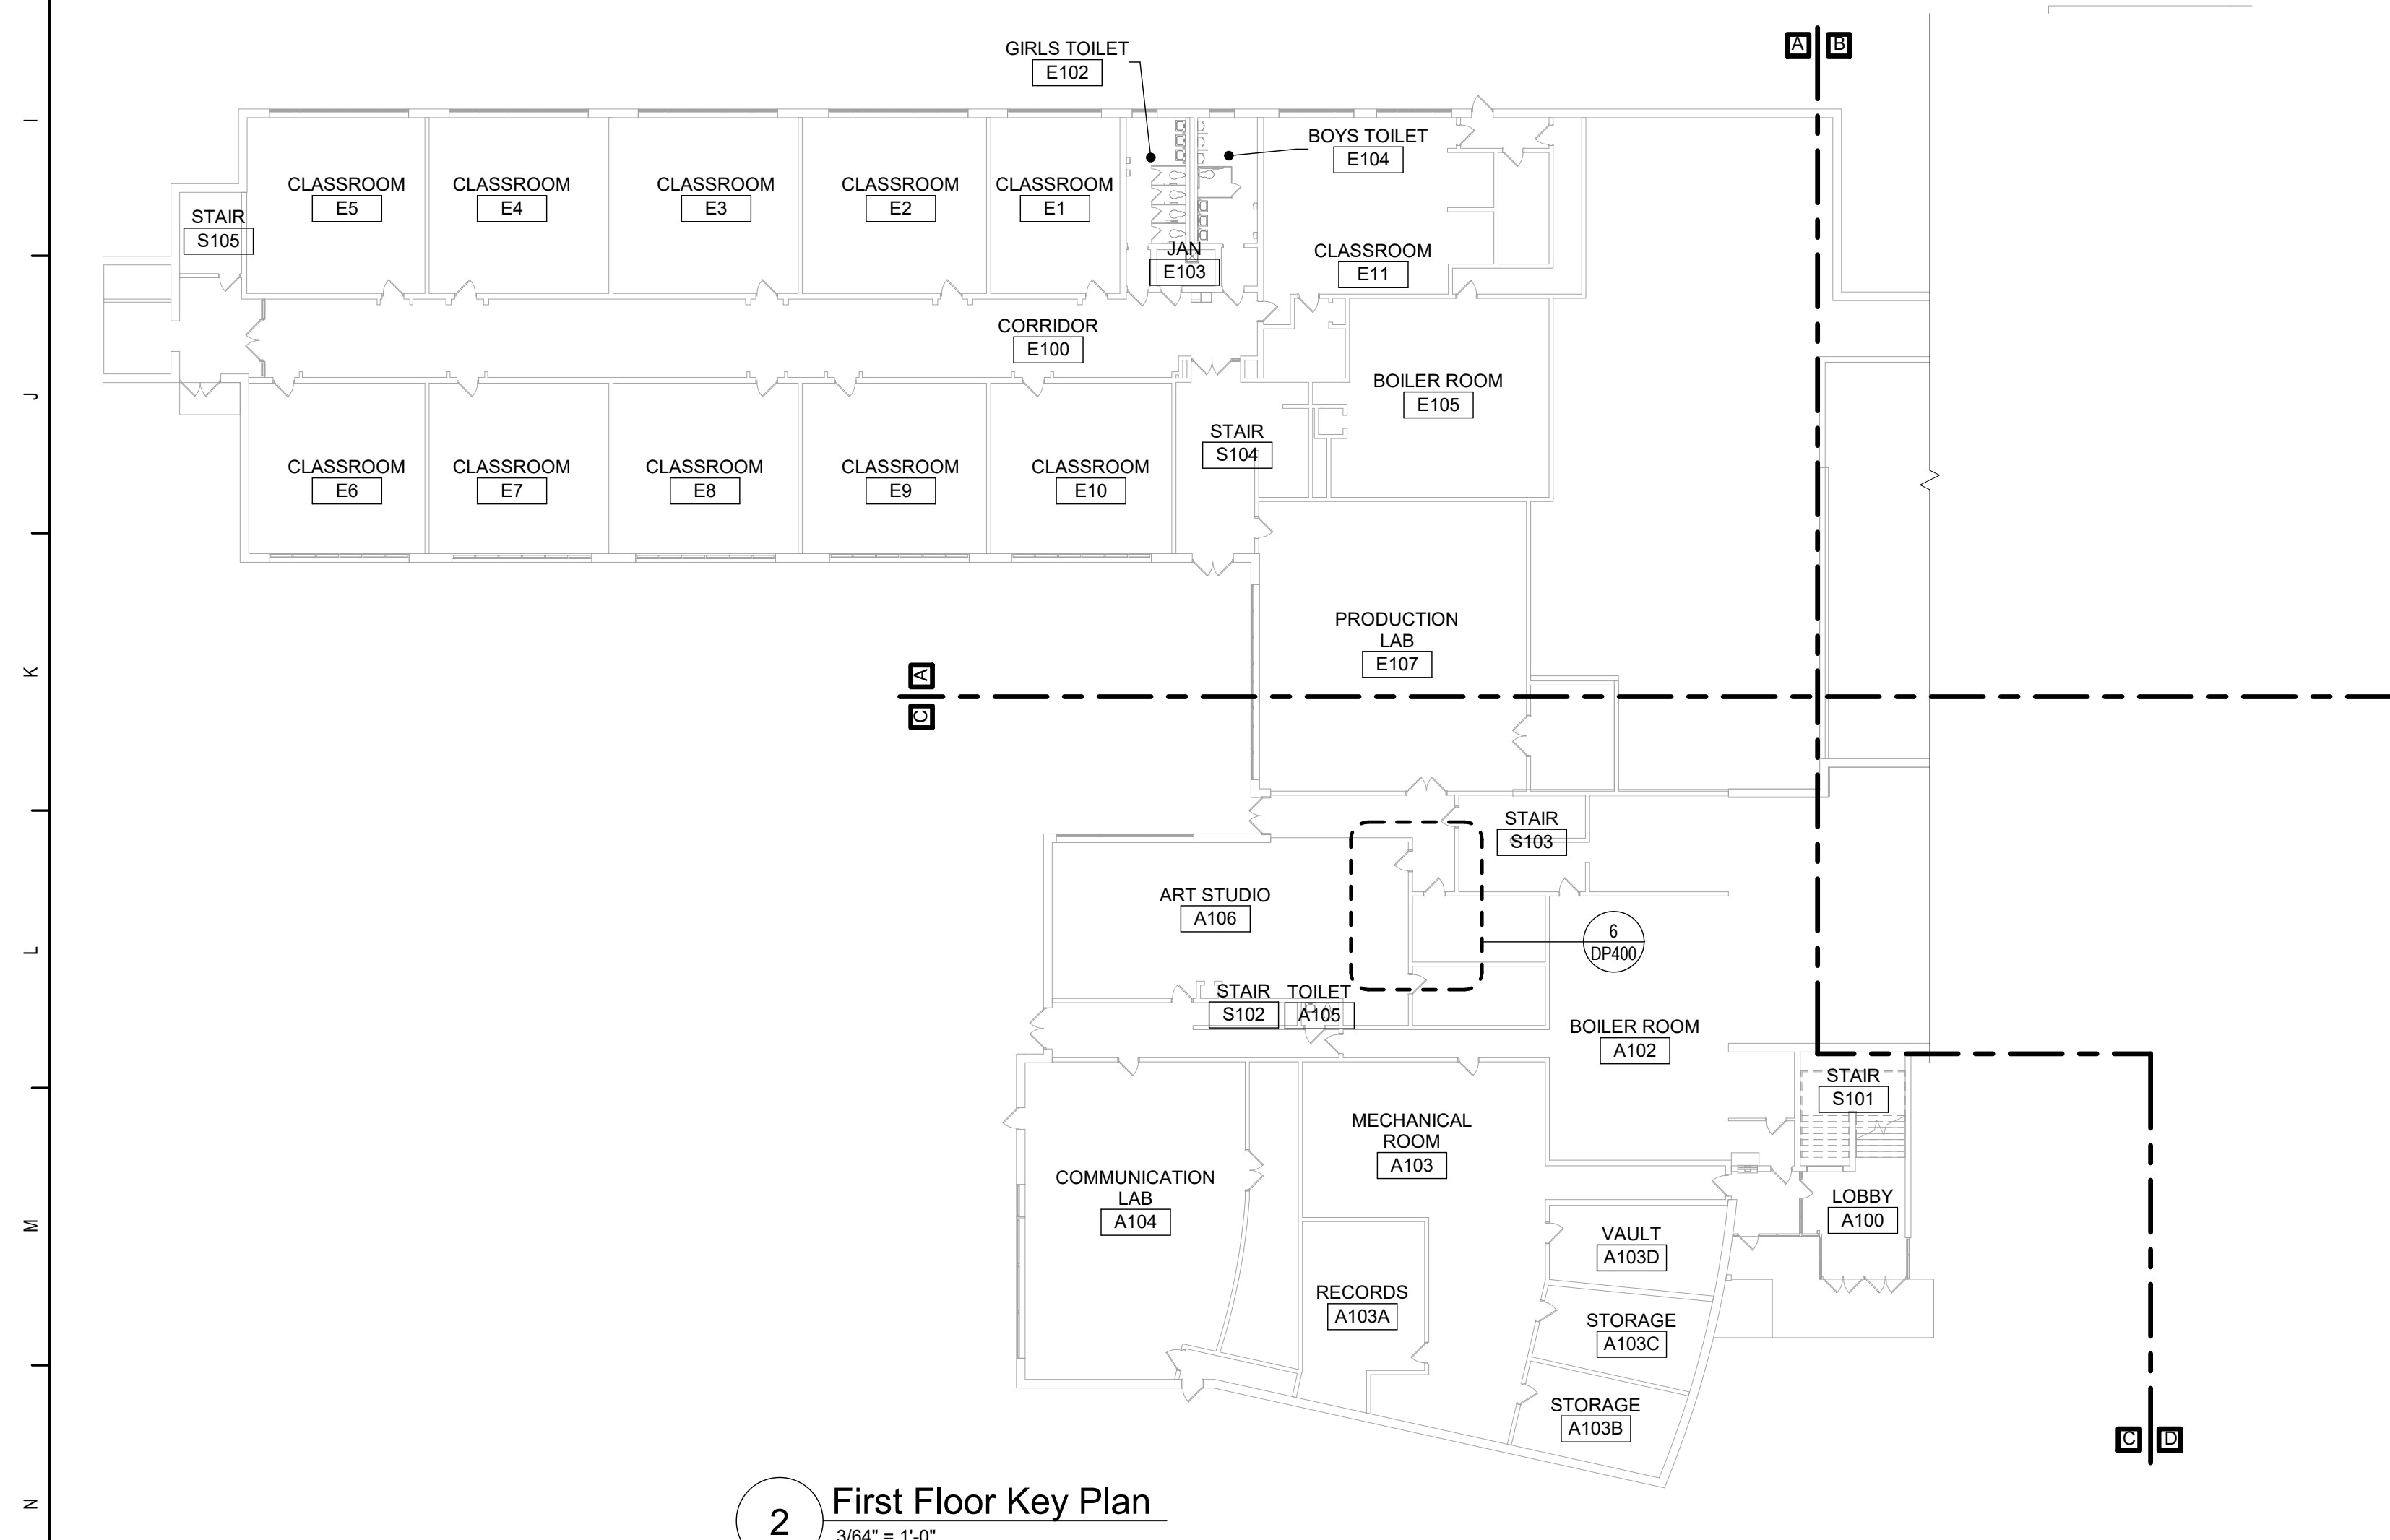 A
B
GIRLS TOILET
E102
I
BOYS TOILET
E104
CLASSROOM
E5
CLASSROOM
E4
CLASSROOM
E3
CLASSROOM
E2
CLASSROOM
E1
STAIR
S105
JAN
E103
CLASSROOM
E11
CORRIDOR
E100
J
BOILER ROOM
E105
STAIR
S104
CLASSROOM
E6
CLASSROOM
E7
CLASSROOM
E8
CLASSROOM
E9
CLASSROOM
E10
K
PRODUCTION
LAB
E107
A
C
STAIR
S103
ART STUDIO
A106
L
6
DP400
STAIR
S102
TOILET
A105
BOILER ROOM
A102
STAIR
S101
MECHANICAL
ROOM
A103
COMMUNICATION
LAB
A104
M
LOBBY
A100
VAULT
A103D
RECORDS
A103A
STORAGE
A103C
STORAGE
A103B
C
D
N
2
First Floor Key Plan
3/64" = 1'-0"